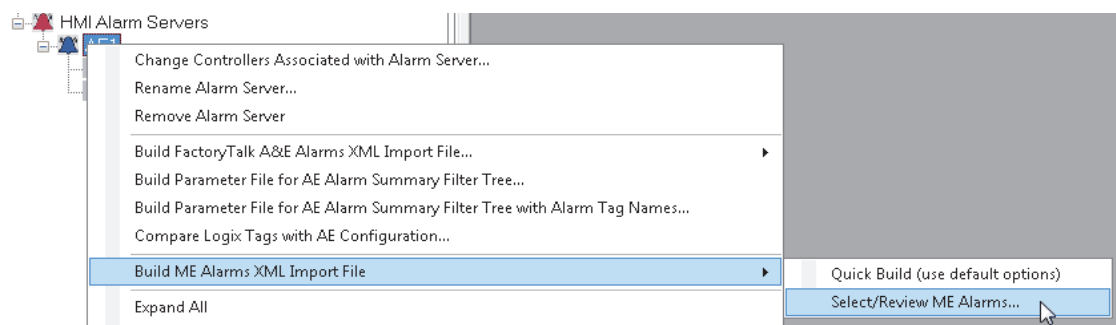 HMI Alarm Servers
AE1
Change Controllers Associated with Alarm Server...
Rename Alarm Server...
Remove Alarm Server
Build FactoryTalk A&E Alarms XML Import File...
Build Parameter File for AE Alarm Summary Filter Tree...
Build Parameter File for AE Alarm Summary Filter Tree with Alarm Tag Names...
Compare Logix Tags with AE Configuration...
Build ME Alarms XML Import File
Quick Build (use default options)
Select/Review ME Alarms...
Expand All